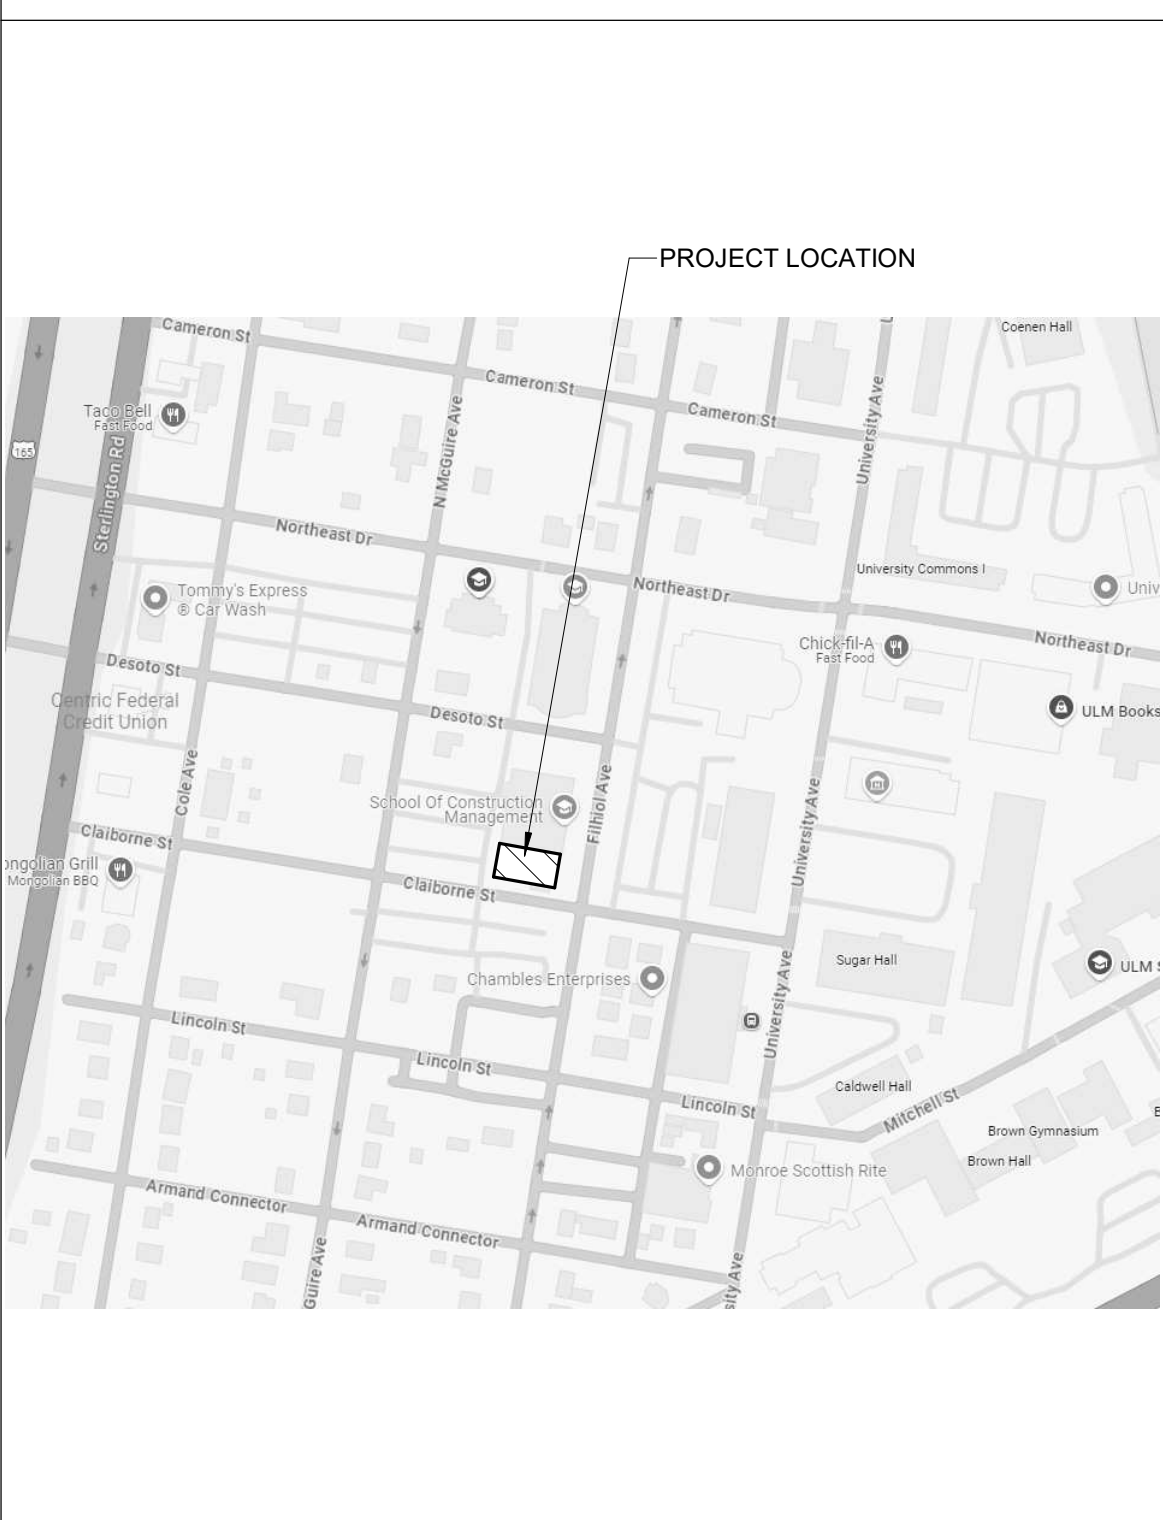 PROJECT LOCATION
Cameron St
Coenen Hall
Cameron St
Taco Bell
Fast Food
Cameron St
University Ave
N McGuire Ave
165
Sterlington Rd
Northeast Dr
University Commons I
Tommy's Express
® Car Wash
Northeast Dr
Univ
Northeast Dr
Chick-fil-A
Fast Food
Desoto St
Centric Federal
Credit Union
Desoto St
ULM Books
Cole Ave
School Of Construction
Management
Filhiol Ave
University Ave
Claiborne St
ongolian Grill
Mongolian BBQ
Claiborne St
Sugar Hall
ULM S
Chambles Enterprises
University Ave
Lincoln St
Lincoln St
Caldwell Hall
Lincoln St
Mitchell St
Brown Gymnasium
B
Brown Hall
Monroe Scottish Rite
Armand Connector
Armand Connector
Guire Ave
sity Ave